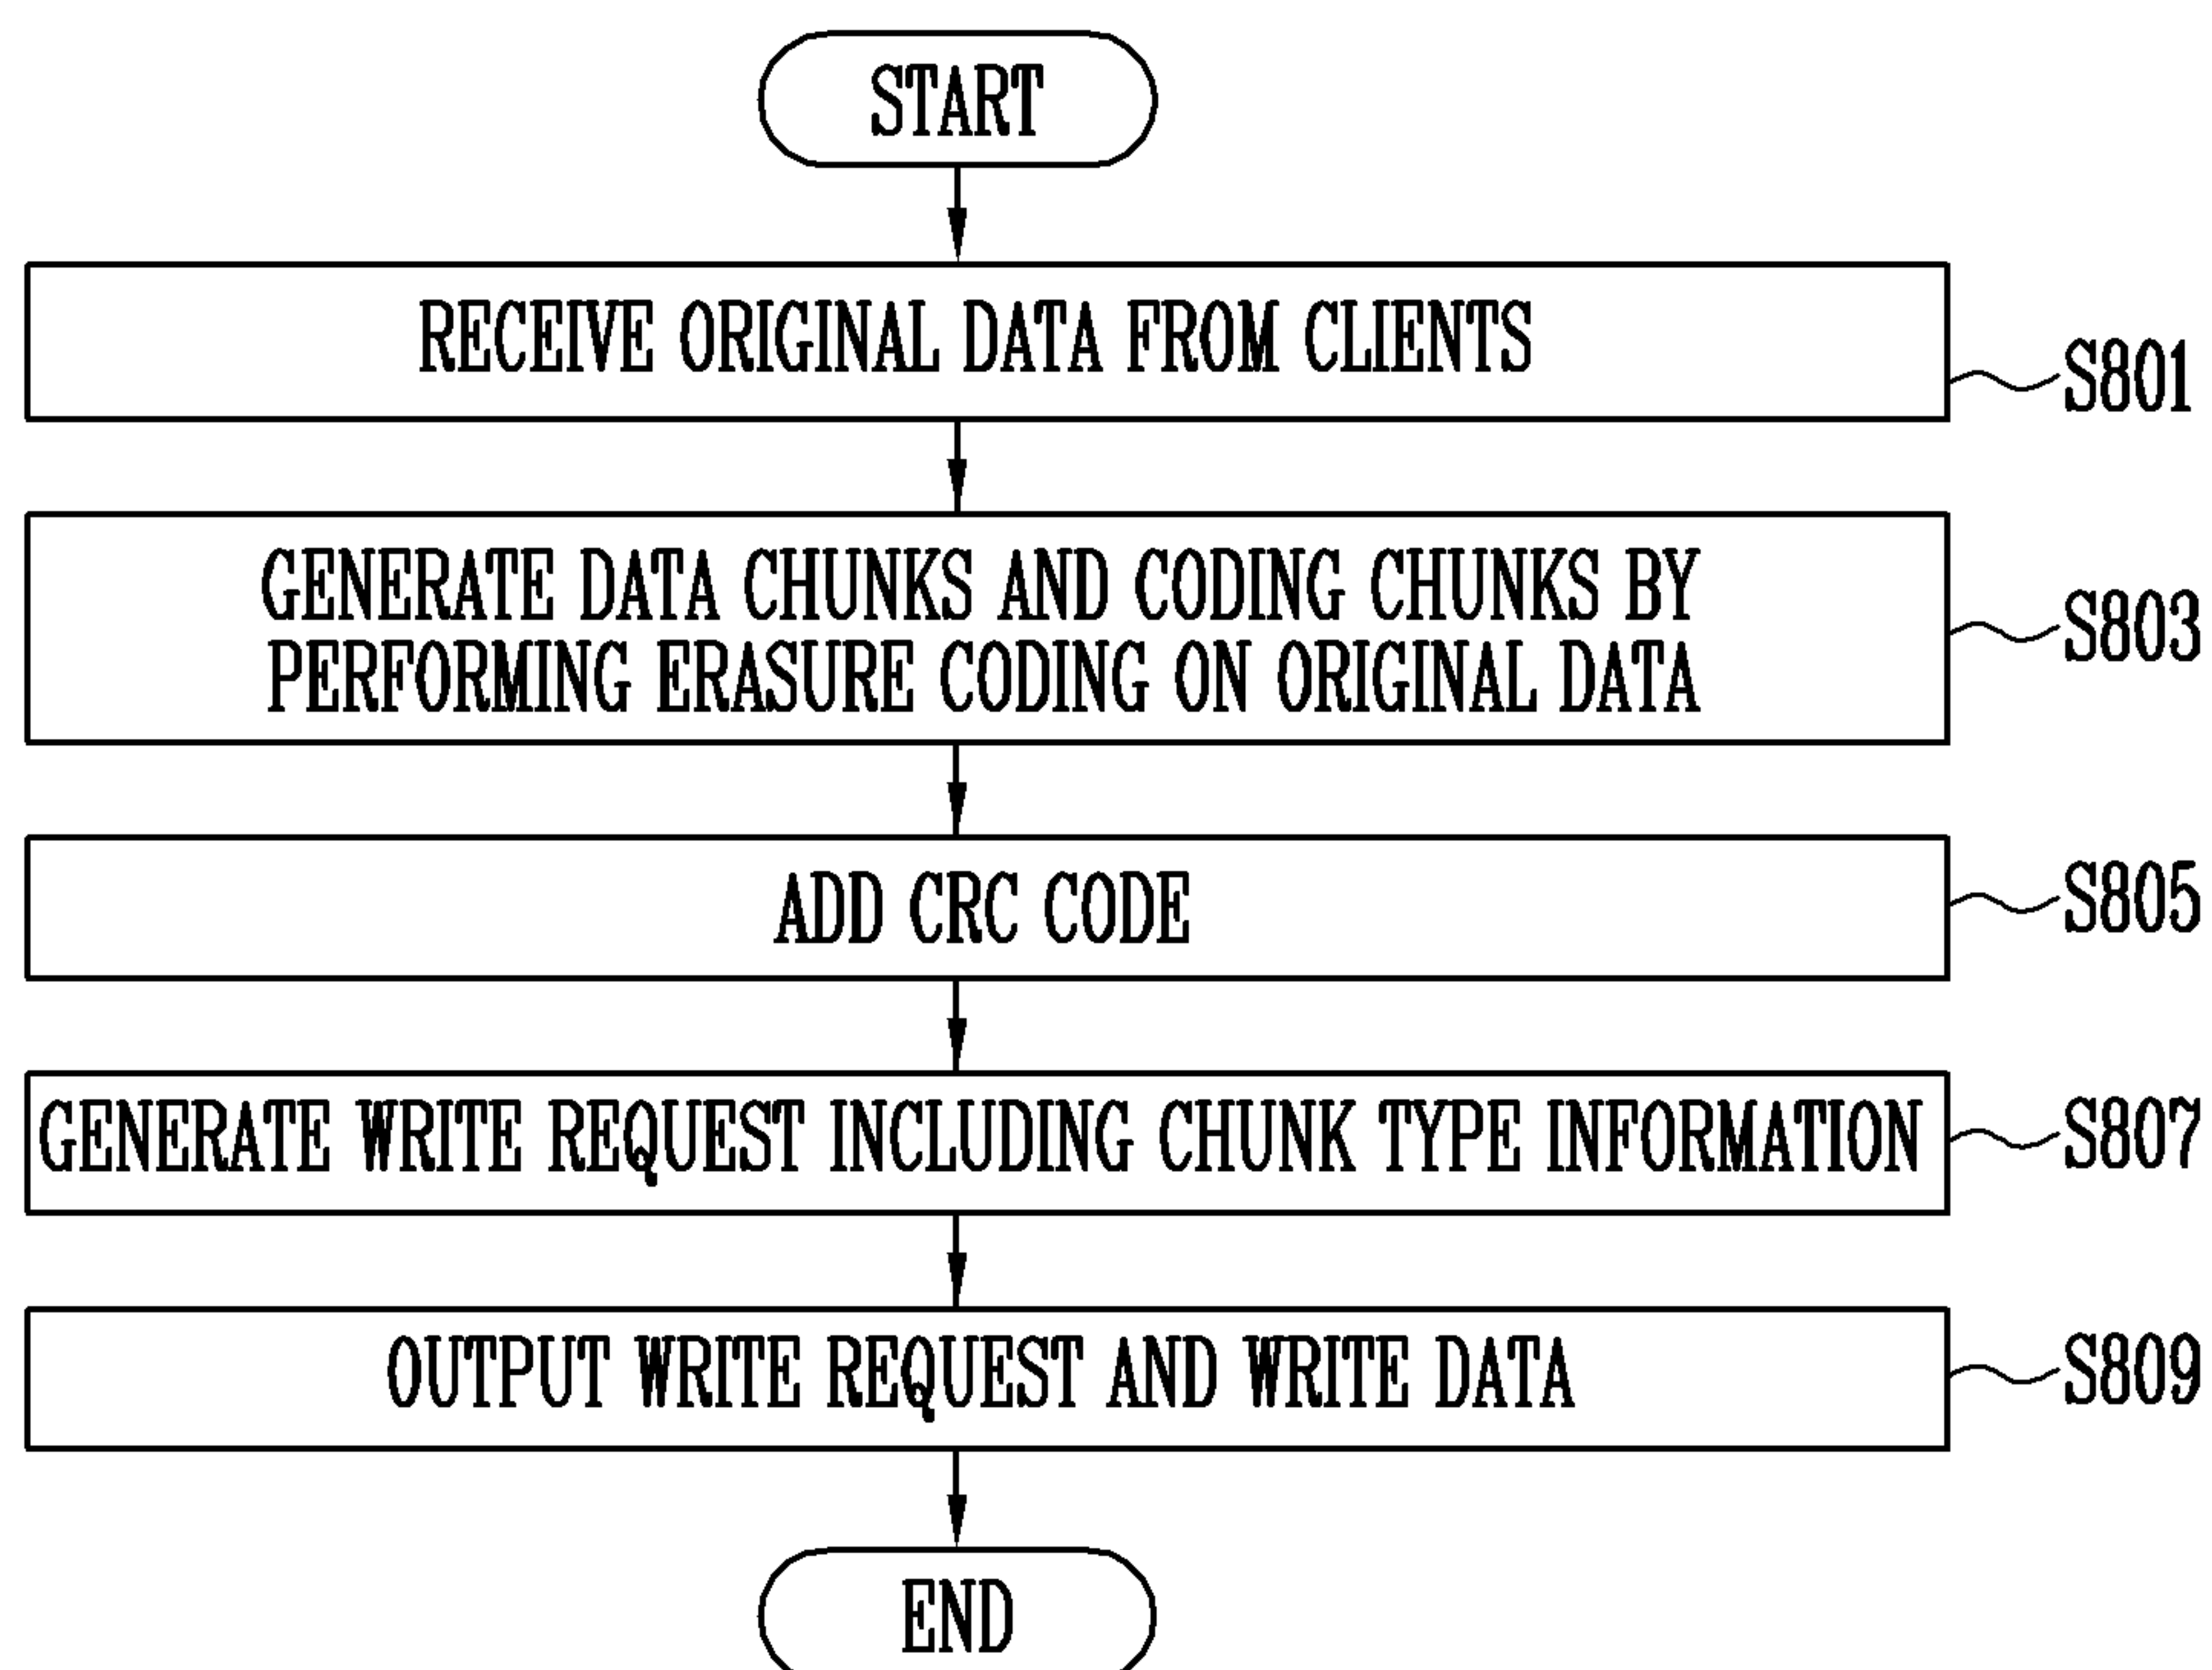 START
RECEIVE ORIGINAL DATA FROM CLIENTS
S801
GENERATE DATA CHUNKS AND CODING CHUNKS BY
PERFORMING ERASURE CODING ON ORIGINAL DATA
S803
ADD CRC CODE
S805
GENERATE WRITE REQUEST INCLUDING CHUNK TYPE INFORMATION
S807
OUTPUT WRITE REQUEST AND WRITE DATA
S809
END